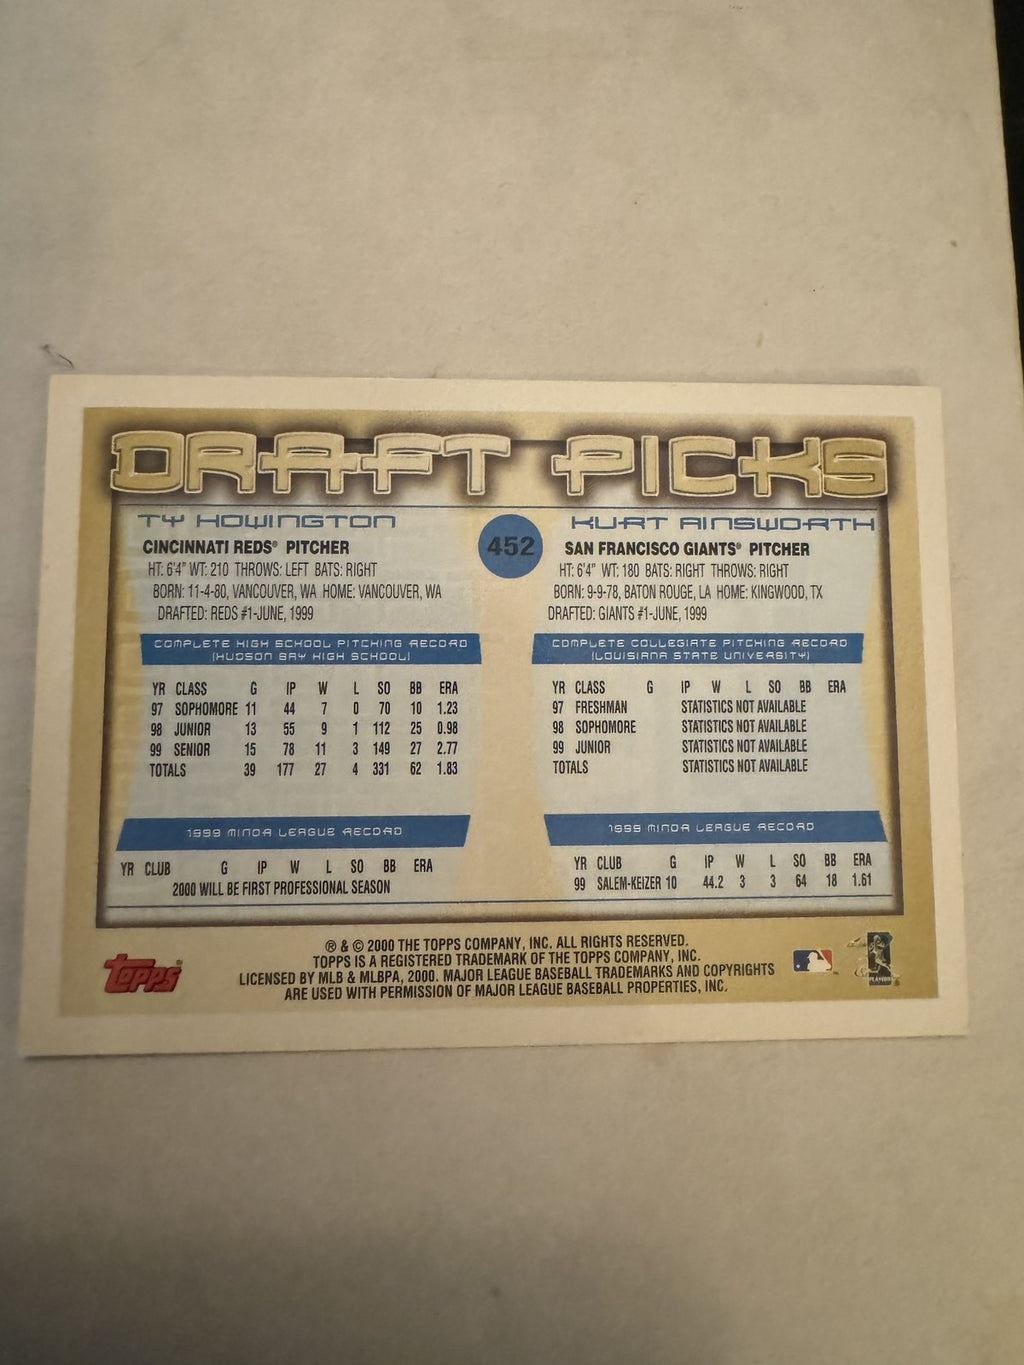 DRAFT PICKS
452
TY HOWINGTON
CINCINNATI REDS® PITCHER
HT: 6'4" WT: 210 THROWS: LEFT BATS: RIGHT
BORN: 11-4-80, VANCOUVER, WA HOME: VANCOUVER, WA
DRAFTED: REDS #1-JUNE, 1999
COMPLETE HIGH SCHOOL PITCHING RECORD
(HUDSON BAY HIGH SCHOOL)
YR CLASS G IP W L SO BB ERA
97 SOPHOMORE 11 44 7 0 70 10 1.23
98 JUNIOR 13 55 9 1 112 25 0.98
99 SENIOR 15 78 11 3 149 27 2.77
TOTALS 39 177 27 4 331 62 1.83
1999 MINOR LEAGUE RECORD
YR CLUB G IP W L SO BB ERA
2000 WILL BE FIRST PROFESSIONAL SEASON
KURT AINSWORTH
SAN FRANCISCO GIANTS® PITCHER
HT: 6'4" WT: 180 BATS: RIGHT THROWS: RIGHT
BORN: 9-9-78, BATON ROUGE, LA HOME: KINGWOOD, TX
DRAFTED: GIANTS #1-JUNE, 1999
COMPLETE COLLEGIATE PITCHING RECORD
(LOUISIANA STATE UNIVERSITY)
YR CLASS G IP W L SO BB ERA
97 FRESHMAN STATISTICS NOT AVAILABLE
98 SOPHOMORE STATISTICS NOT AVAILABLE
99 JUNIOR STATISTICS NOT AVAILABLE
TOTALS STATISTICS NOT AVAILABLE
1999 MINOR LEAGUE RECORD
YR CLUB G IP W L SO BB ERA
99 SALEM-KEIZER 10 44.2 3 3 64 18 1.61
Topps®
® & © 2000 THE TOPPS COMPANY, INC. ALL RIGHTS RESERVED.
TOPPS IS A REGISTERED TRADEMARK OF THE TOPPS COMPANY, INC.
LICENSED BY MLB & MLBPA, 2000. MAJOR LEAGUE BASEBALL TRADEMARKS AND COPYRIGHTS
ARE USED WITH PERMISSION OF MAJOR LEAGUE BASEBALL PROPERTIES, INC.